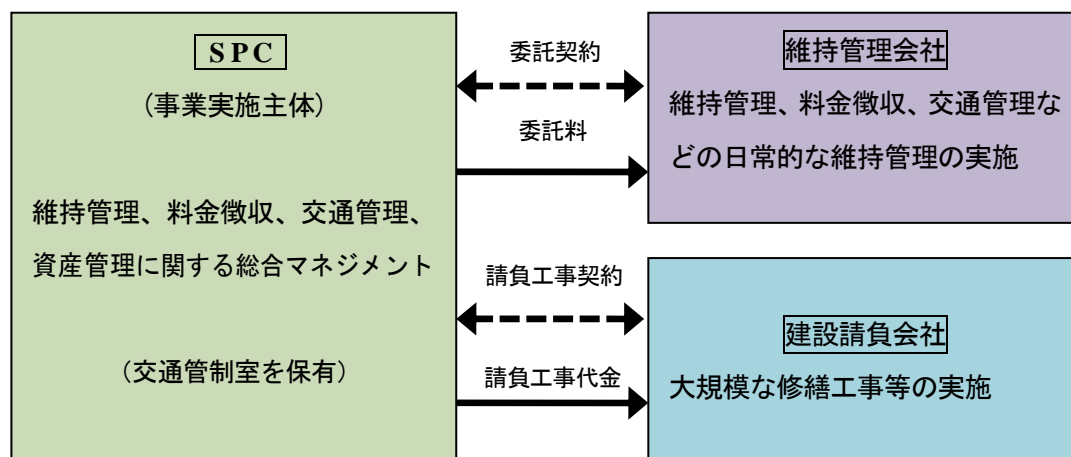 SPC
(事業実施主体)
維持管理、料金徴収、交通管理、
資産管理に関する総合マネジメント
(交通管制室を保有)
委託契約
委託料
請負工事契約
請負工事代金
維持管理会社
維持管理、料金徴収、交通管理な
どの日常的な維持管理の実施
建設請負会社
大規模な修繕工事等の実施